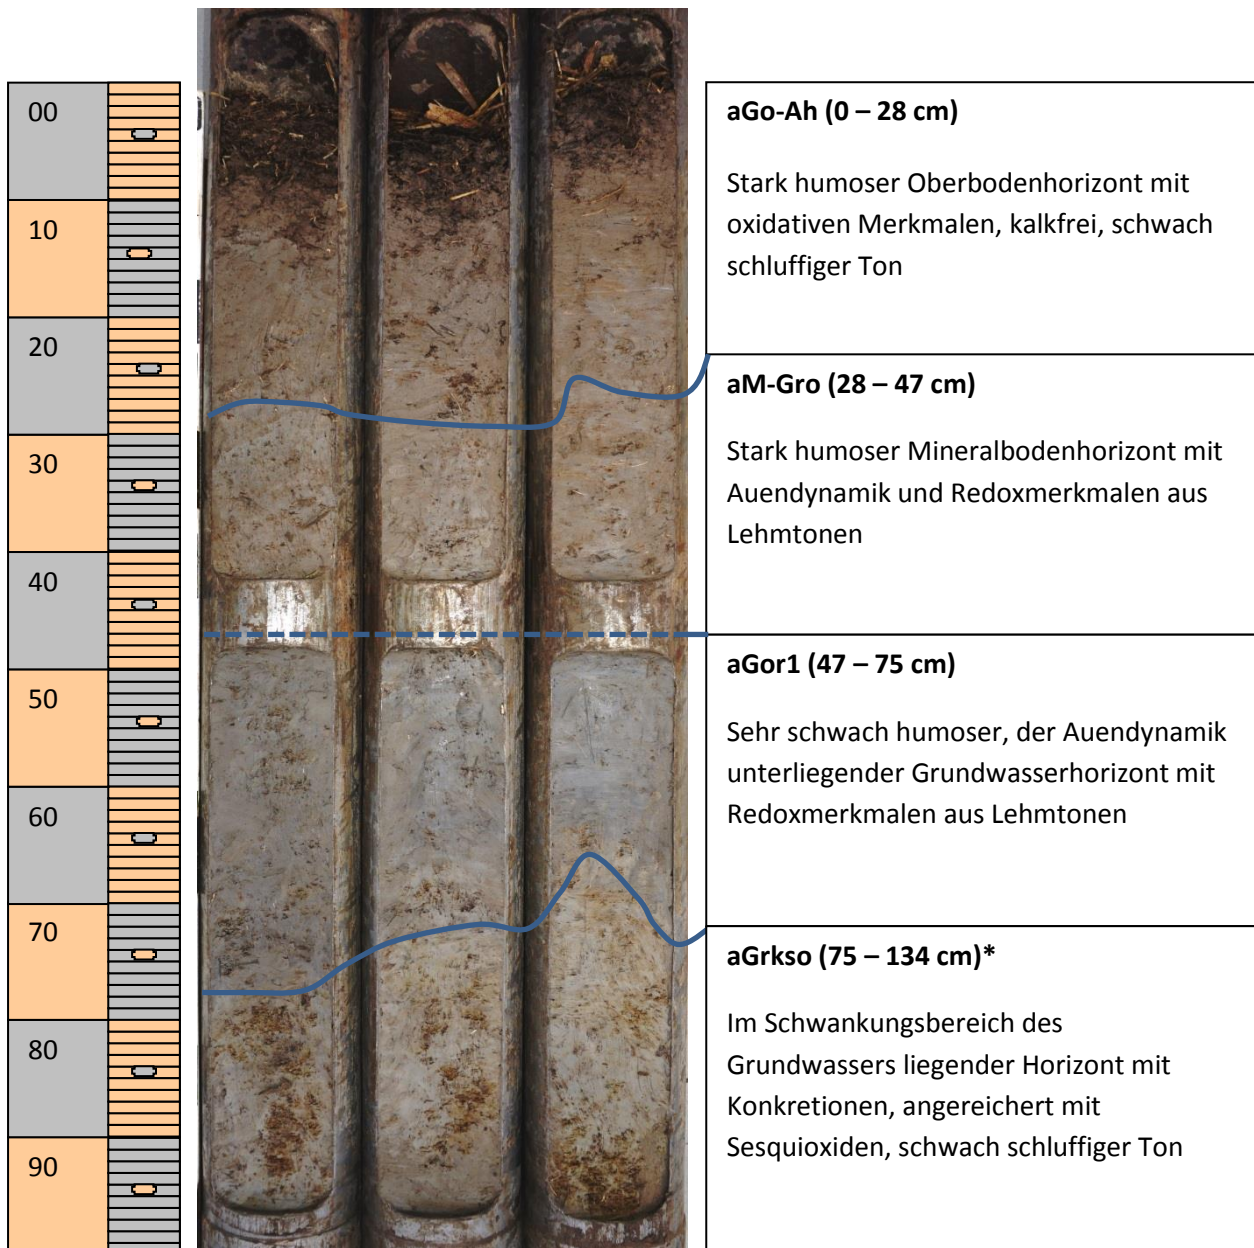 00
10
20
30
40
50
60
70
80
90
aGo-Ah (0 – 28 cm)
Stark humoser Oberbodenhorizont mit
oxidativen Merkmalen, kalkfrei, schwach
schluffiger Ton
aM-Gro (28 – 47 cm)
Stark humoser Mineralbodenhorizont mit
Auendynamik und Redoxmerkmalen aus
Lehmtonen
aGor1 (47 – 75 cm)
Sehr schwach humoser, der Auendynamik
unterliegender Grundwasserhorizont mit
Redoxmerkmalen aus Lehmtonen
aGrkso (75 – 134 cm)*
Im Schwankungsbereich des
Grundwassers liegender Horizont mit
Konkretionen, angereichert mit
Sesquioxiden, schwach schluffiger Ton